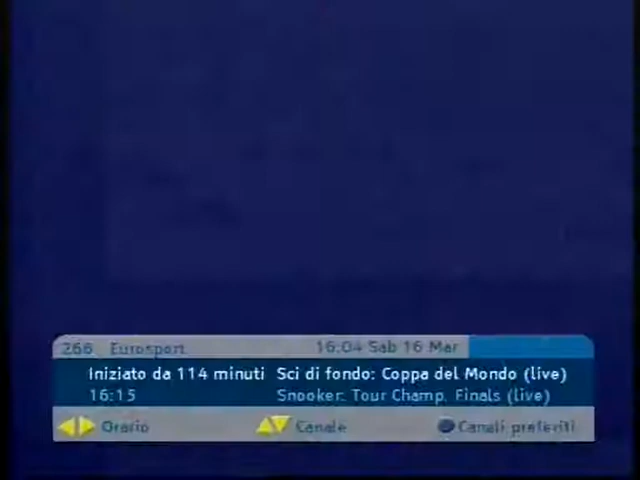 266 Eurosport 16:04 Sab 16 Mar
Iniziato da 114 minuti Sci di fondo: Coppa del Mondo (live)
16:15 Snooker: Tour Champ. Finals (live)
Orario Canale Canali preferiti